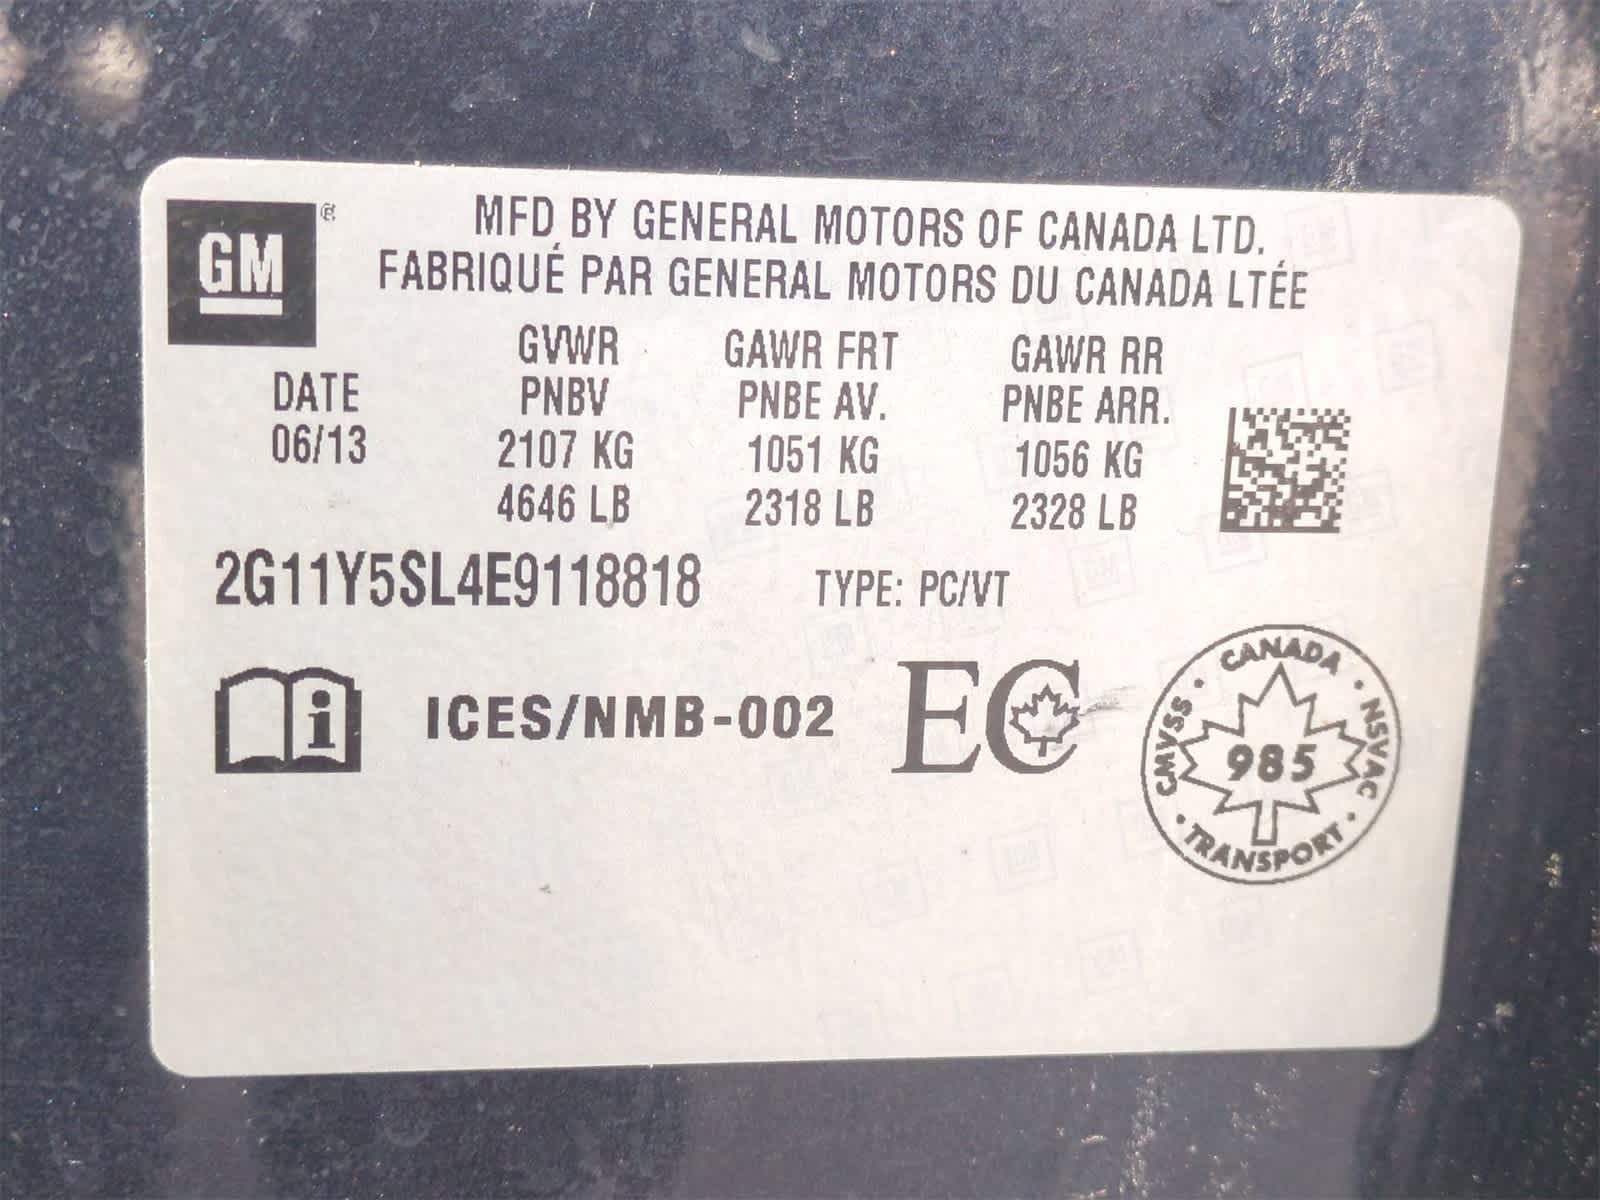 GM ®
MFD BY GENERAL MOTORS OF CANADA LTD.
FABRIQUÉ PAR GENERAL MOTORS DU CANADA LTÉE
DATE
06/13
GVWR
PNBV
2107 KG
4646 LB
GAWR FRT
PNBE AV.
1051 KG
2318 LB
GAWR RR
PNBE ARR.
1056 KG
2328 LB
2G11Y5SL4E9118818
TYPE: PC/VT
i
ICES/NMB-002
EC
CANADA
CMVSS • NSVAC
985
• TRANSPORT •